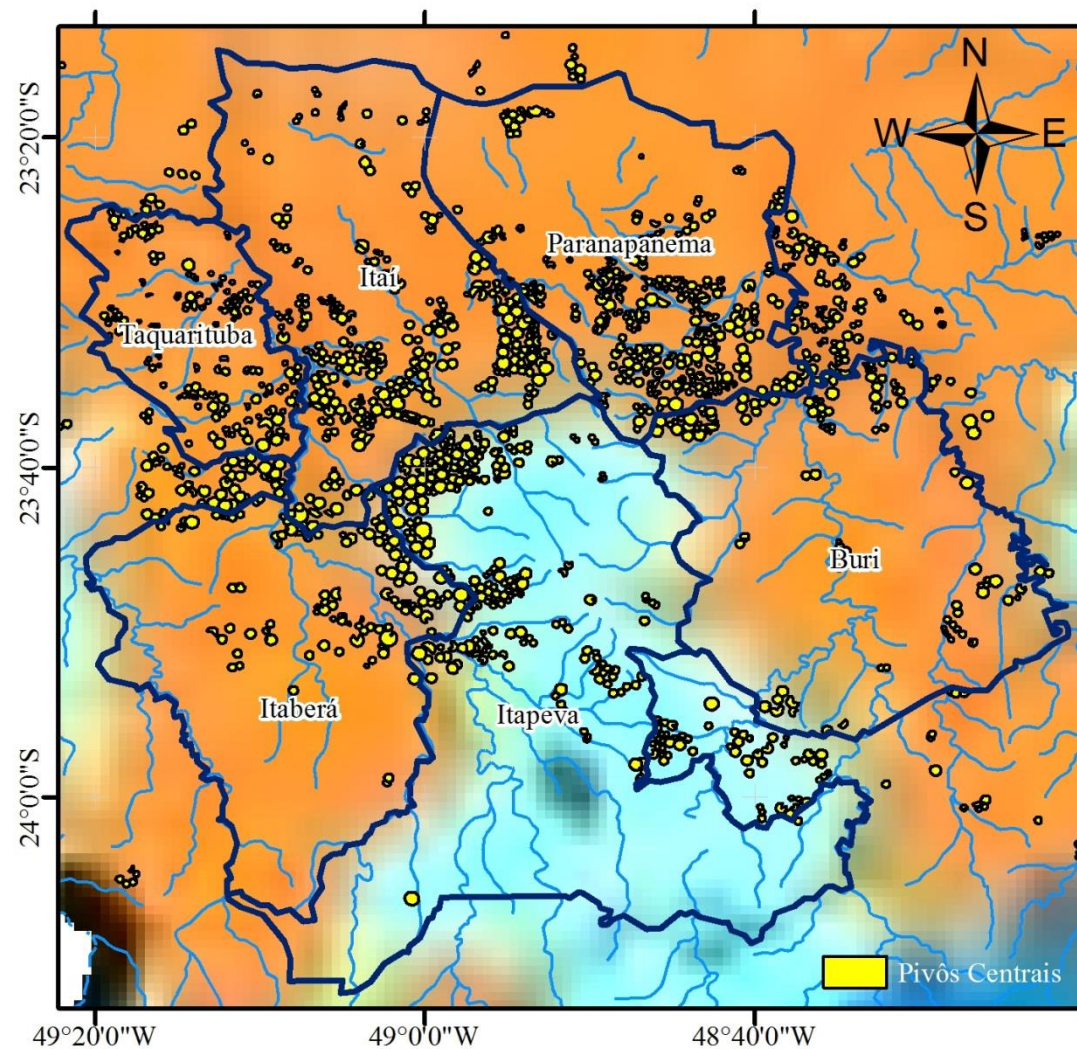 N
W E
S
23°20'0"S
23°40'0"S
24°0'0"S
Paranapanema
Itaí
Taquarituba
Buri
Itaberá
Itapeva
Pivôs Centrais
49°20'0"W 49°0'0"W 48°40'0"W